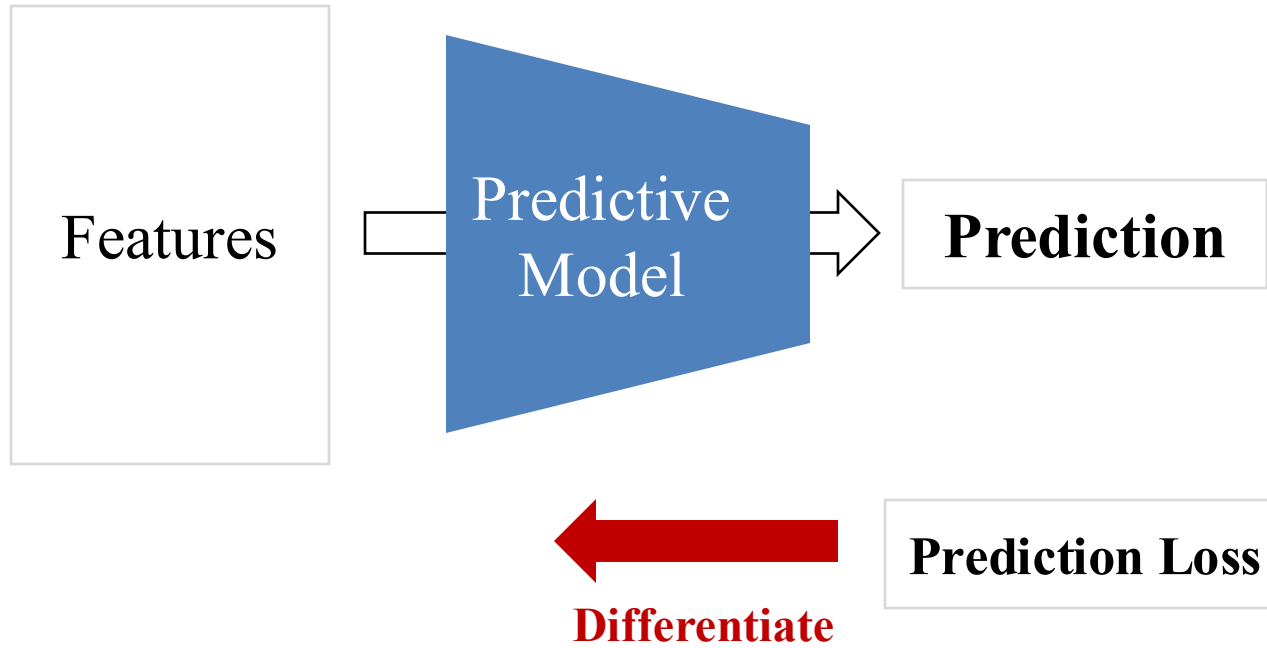 Features
Predictive
Model
Prediction
Prediction Loss
Differentiate